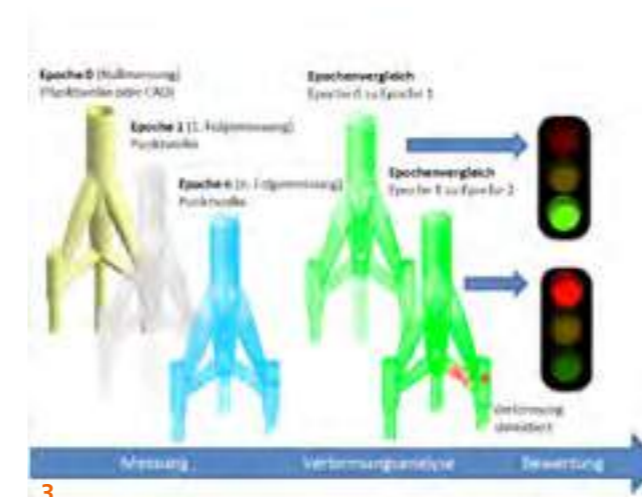 Epoche 0 (Nullmessung)
Punktwolke oder CAD)
Epoche 1 (1. Folgemessung)
Punktwolke
Epoche n (n. Folgemessung)
Punktwolke
Epochenvergleich
Epoche 0 zu Epoche 1
Epochenvergleich
Epoche 0 zu Epoche 2
Verformung
detektiert
Messung
Verformungsanalyse
Bewertung
3